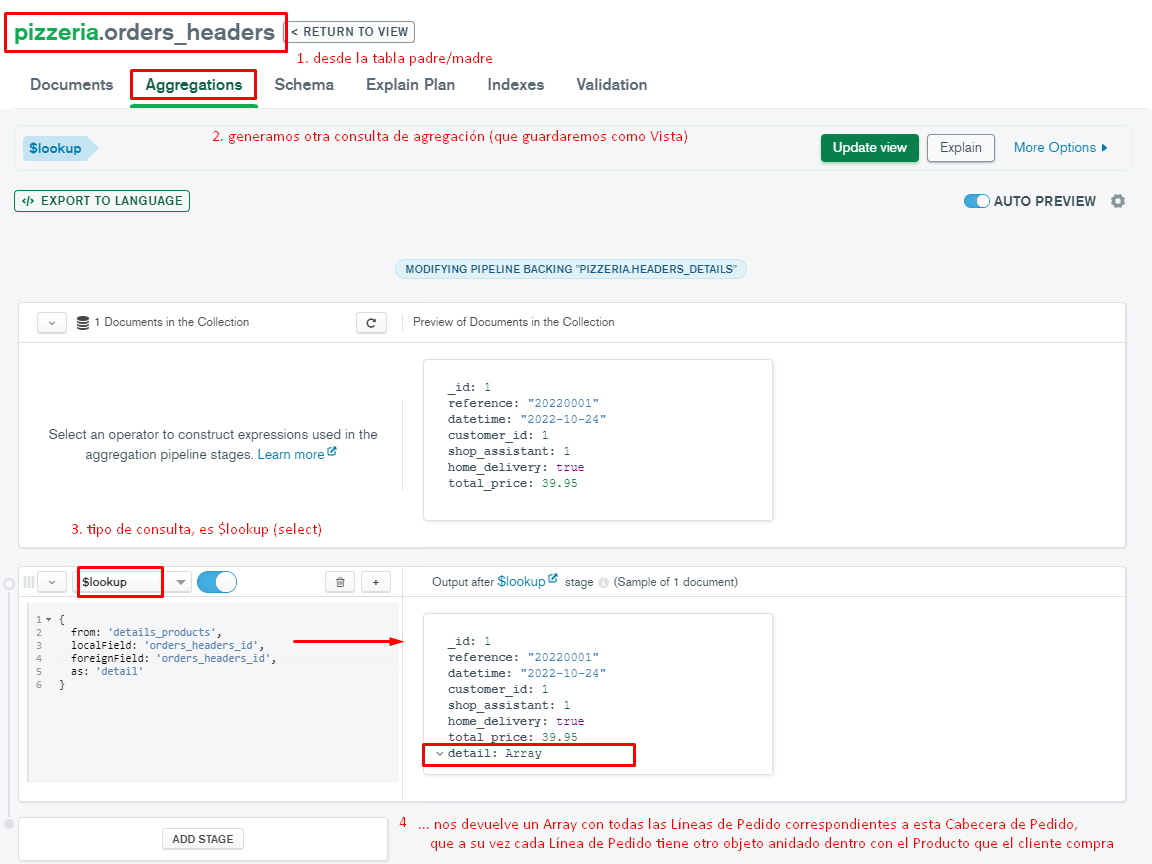 pizzeria.orders_headers
< RETURN TO VIEW
1. desde la tabla padre/madre
Documents
Aggregations
Schema
Explain Plan
Indexes
Validation
2. generamos otra consulta de agregación (que guardaremos como Vista)
$lookup
Update view
Explain
More Options
</> EXPORT TO LANGUAGE
AUTO PREVIEW
MODIFYING PIPELINE BACKING "PIZZERIA.HEADERS_DETAILS"
1 Documents in the Collection
Preview of Documents in the Collection
Select an operator to construct expressions used in the
aggregation pipeline stages. Learn more
_id: 1
reference: "20220001"
datetime: "2022-10-24"
customer_id: 1
shop_assistant: 1
home_delivery: true
total_price: 39.95
3. tipo de consulta, es $lookup (select)
$lookup
+
Output after $lookup stage (Sample of 1 document)
1 {
2 from: 'details_products',
3 localField: 'orders_headers_id',
4 foreignField: 'orders_headers_id',
5 as: 'detail'
6 }
_id: 1
reference: "20220001"
datetime: "2022-10-24"
customer_id: 1
shop_assistant: 1
home_delivery: true
total_price: 39.95
detail: Array
ADD STAGE
4 ... nos devuelve un Array con todas las Líneas de Pedido correspondientes a esta Cabecera de Pedido,
que a su vez cada Línea de Pedido tiene otro objeto anidado dentro con el Producto que el cliente compra